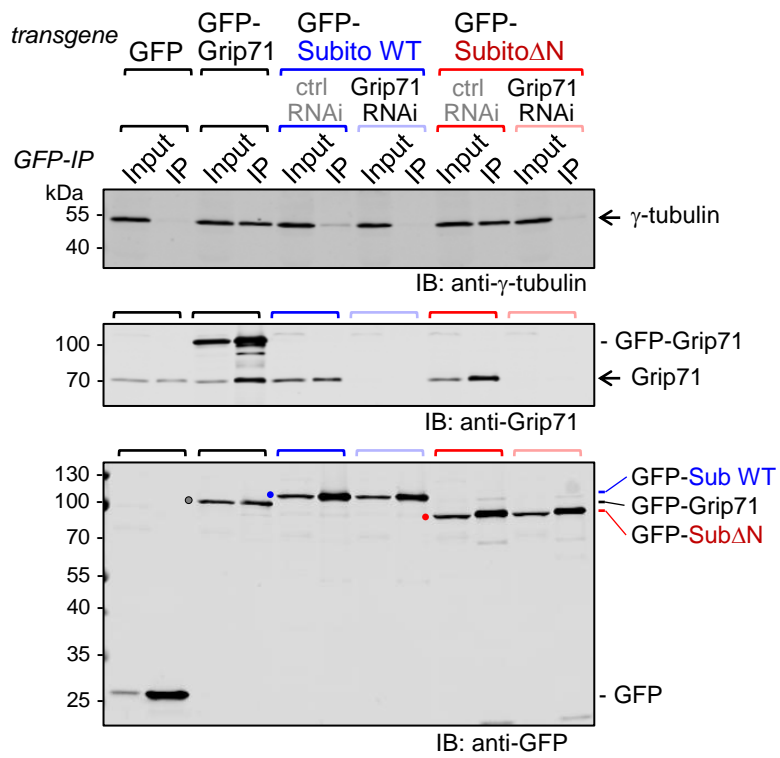 transgene
GFP
GFP-
Grip71
GFP-
Subito WT
GFP-
SubitoΔN
ctrl
RNAi
Grip71
RNAi
ctrl
RNAi
Grip71
RNAi
GFP-IP
Input IP Input IP Input IP Input IP Input IP Input IP
kDa
55
40
γ-tubulin
IB: anti-γ-tubulin
100
70
- GFP-Grip71
Grip71
IB: anti-Grip71
130
100
70
55
40
35
25
GFP-Sub WT
GFP-Grip71
GFP-SubΔN
- GFP
IB: anti-GFP